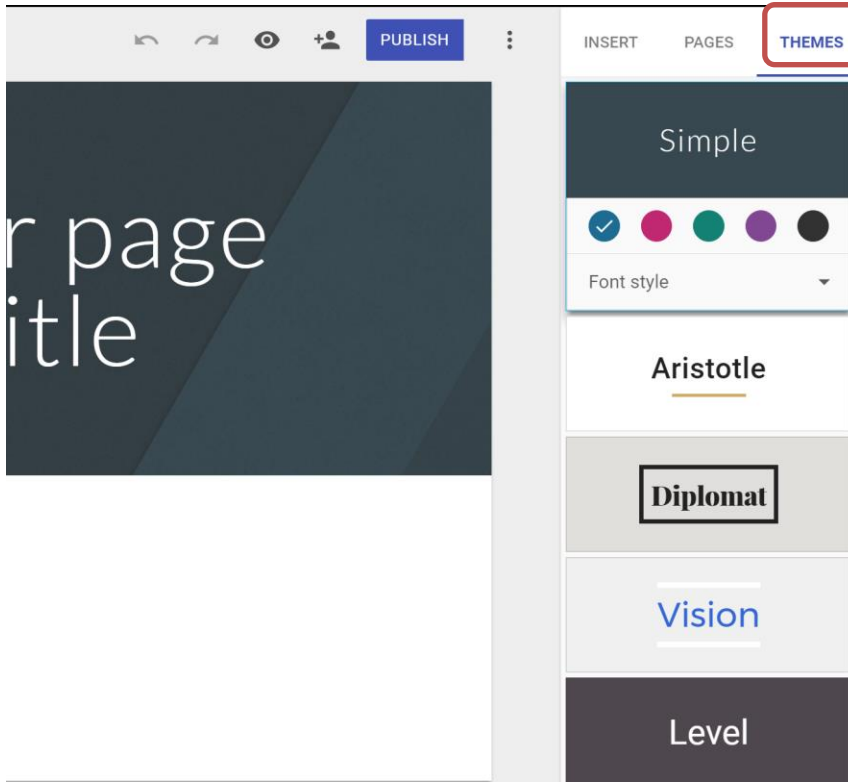 PUBLISH
INSERT PAGES THEMES
r page
itle
Simple
Font style
Aristotle
Diplomat
Vision
Level